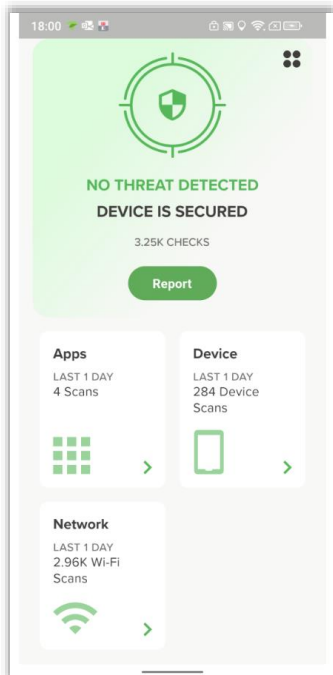 18:00
NO THREAT DETECTED
DEVICE IS SECURED
3.25K CHECKS
Report
Apps
LAST 1 DAY
4 Scans
Device
LAST 1 DAY
284 Device
Scans
Network
LAST 1 DAY
2.96K Wi-Fi
Scans